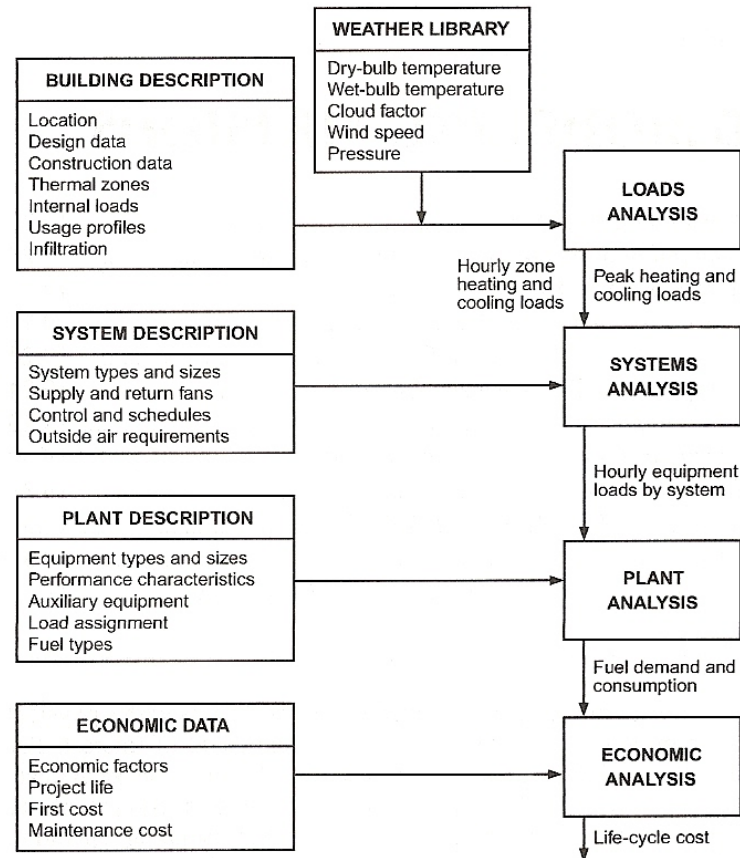 WEATHER LIBRARY
Dry-bulb temperature
Wet-bulb temperature
Cloud factor
Wind speed
Pressure
BUILDING DESCRIPTION
Location
Design data
Construction data
Thermal zones
Internal loads
Usage profiles
Infiltration
LOADS
ANALYSIS
Hourly zone
heating and
cooling loads
Peak heating and
cooling loads
SYSTEM DESCRIPTION
System types and sizes
Supply and return fans
Control and schedules
Outside air requirements
SYSTEMS
ANALYSIS
Hourly equipment
loads by system
PLANT DESCRIPTION
Equipment types and sizes
Performance characteristics
Auxiliary equipment
Load assignment
Fuel types
PLANT
ANALYSIS
Fuel demand and
consumption
ECONOMIC DATA
Economic factors
Project life
First cost
Maintenance cost
ECONOMIC
ANALYSIS
Life-cycle cost